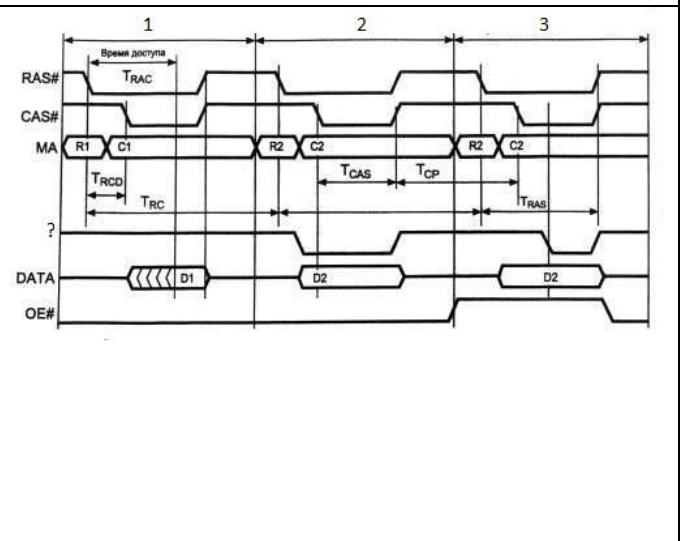 1 2 3
Время доступа
RAS# TRAC
CAS#
MA R1 C1 R2 C2 R2 C2
TCAS TCP
TRCD
TRC TRAS
?
DATA D1 D2 D2
OE#